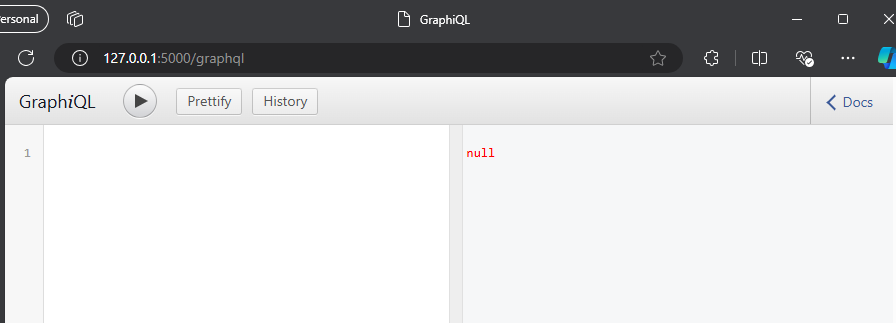 ersonal
GraphiQL
127.0.0.1:5000/graphql
GraphiQL
Prettify
History
Docs
1
null